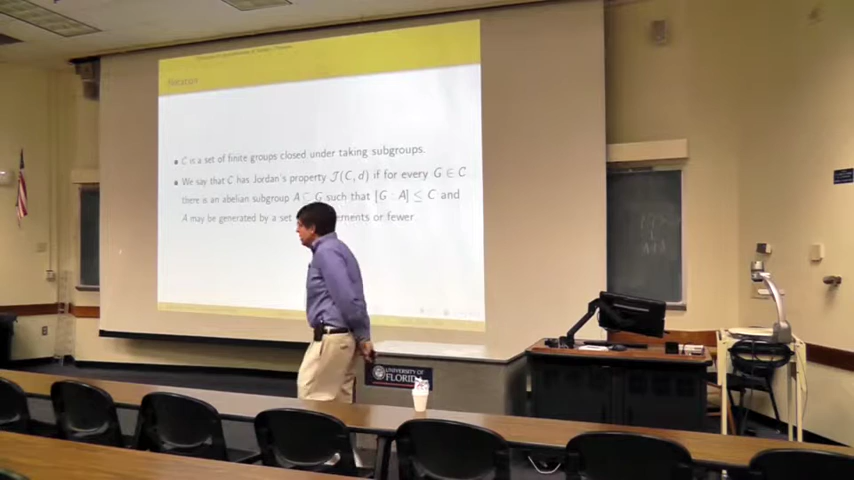 Notation
C is a set of finite groups closed under taking subgroups.
We say that C has Jordan's property J(C, d) if for every G ∈ C
there is an abelian subgroup A ⊆ G such that [G : A] ≤ C and
A may be generated by a set ements or fewer
UNIVERSITY of
FLORIDA